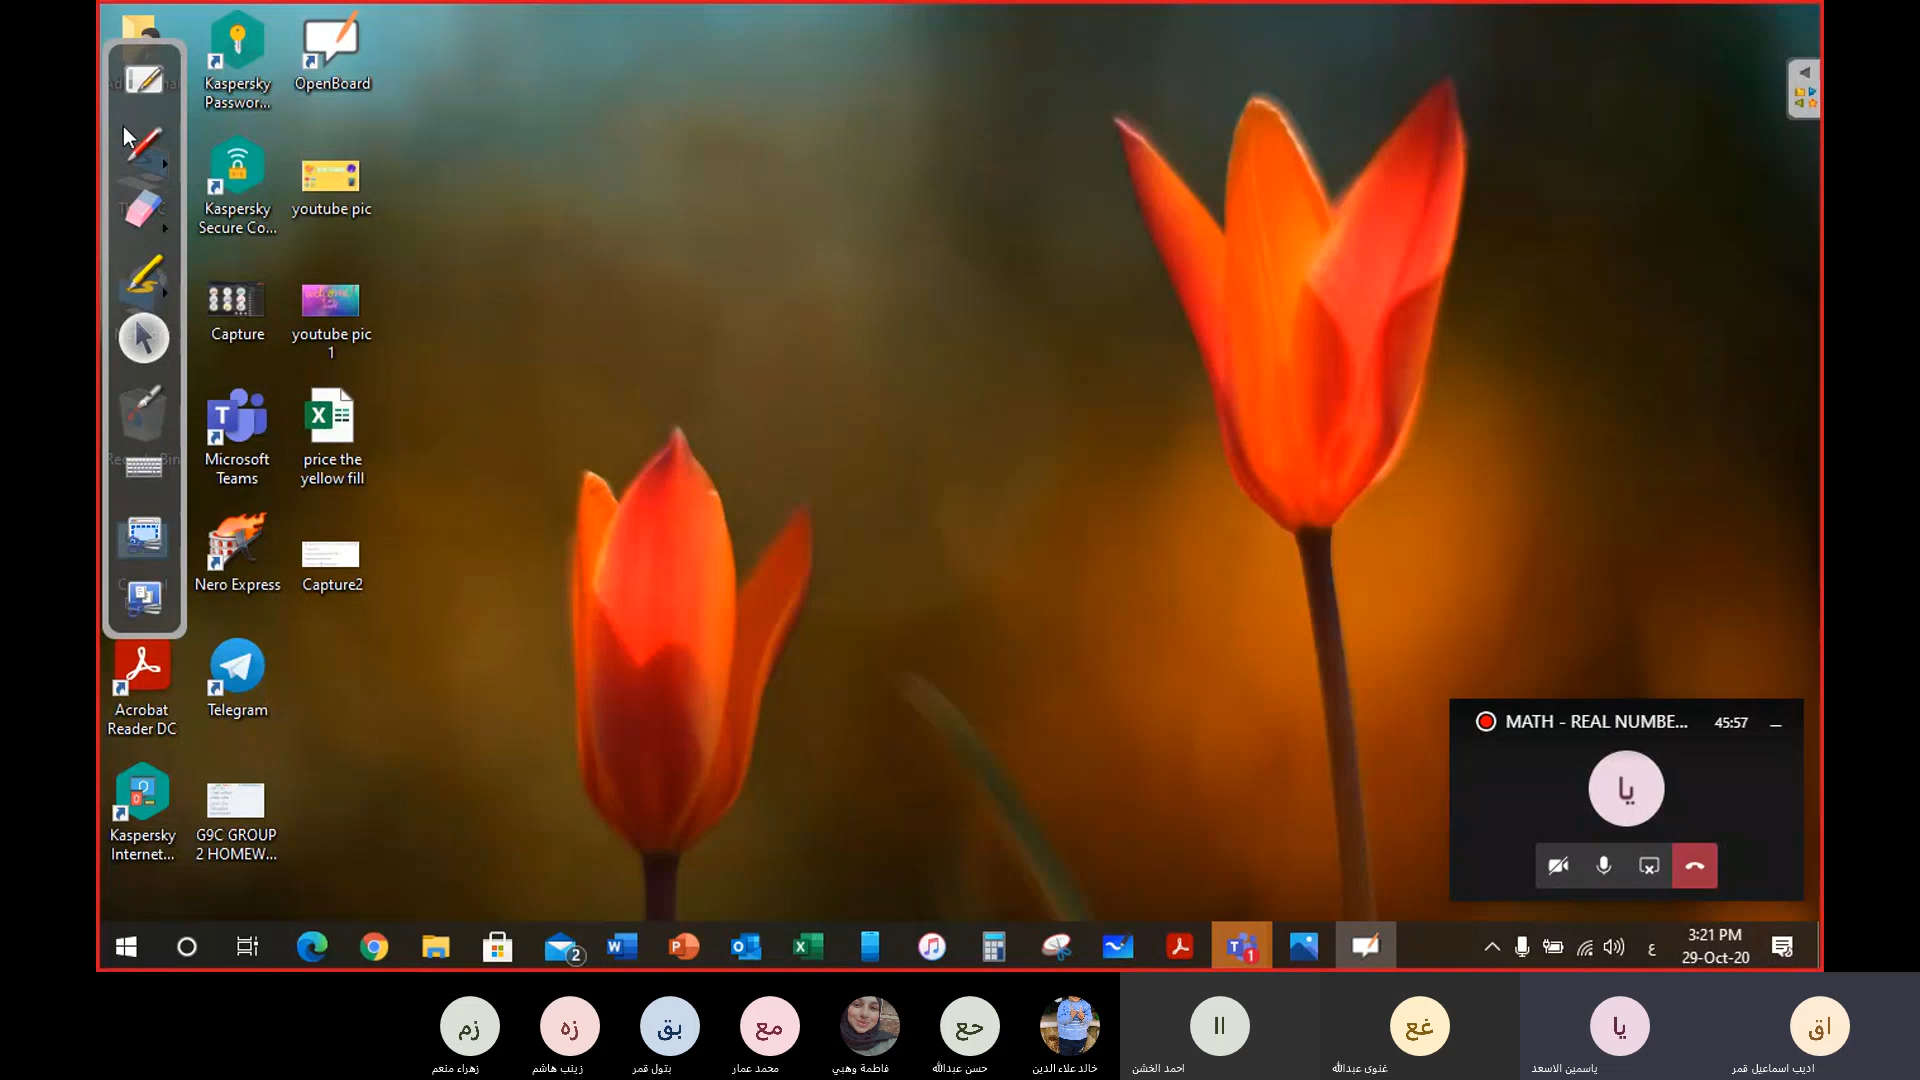 Kaspersky
Passwor...
OpenBoard
Kaspersky
Secure Co...
youtube pic
Capture
youtube pic
1
Microsoft
Teams
price the
yellow fill
Nero Express
Capture2
Acrobat
Reader DC
Telegram
Kaspersky
Internet...
G9C GROUP
2 HOMEW...
MATH - REAL NUMBE... 45:57
يا
2
1
ع
3:21 PM
29-Oct-20
زم
زه
بق
مع
حع
اا
غع
يا
اق
زهراء منعم
زينب هاشم
بتول قمر
محمد عمار
فاطمة وهبي
حسن عبدالله
خالد علاء الدين
احمد الخشن
غنوى عبدالله
ياسمين الاسعد
اديب اسماعيل قمر